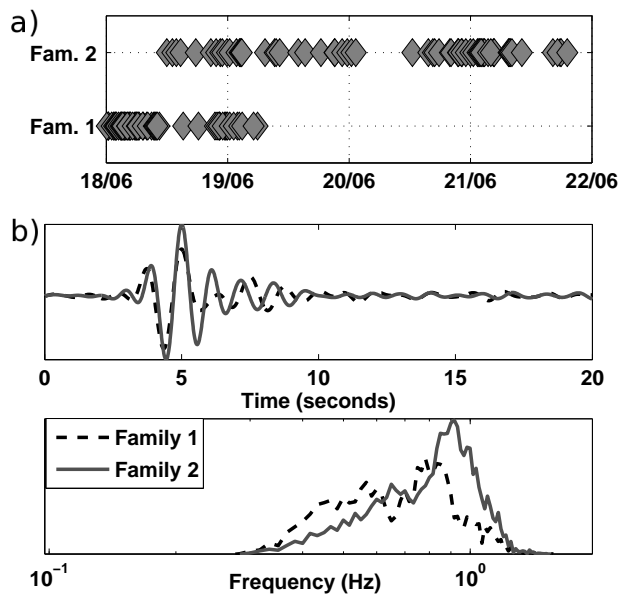 a)
Fam. 2
Fam. 1
18/06 19/06 20/06 21/06 22/06
b)
0 5 10 15 20
Time (seconds)
Family 1
Family 2
10⁻¹ 10⁰
Frequency (Hz)